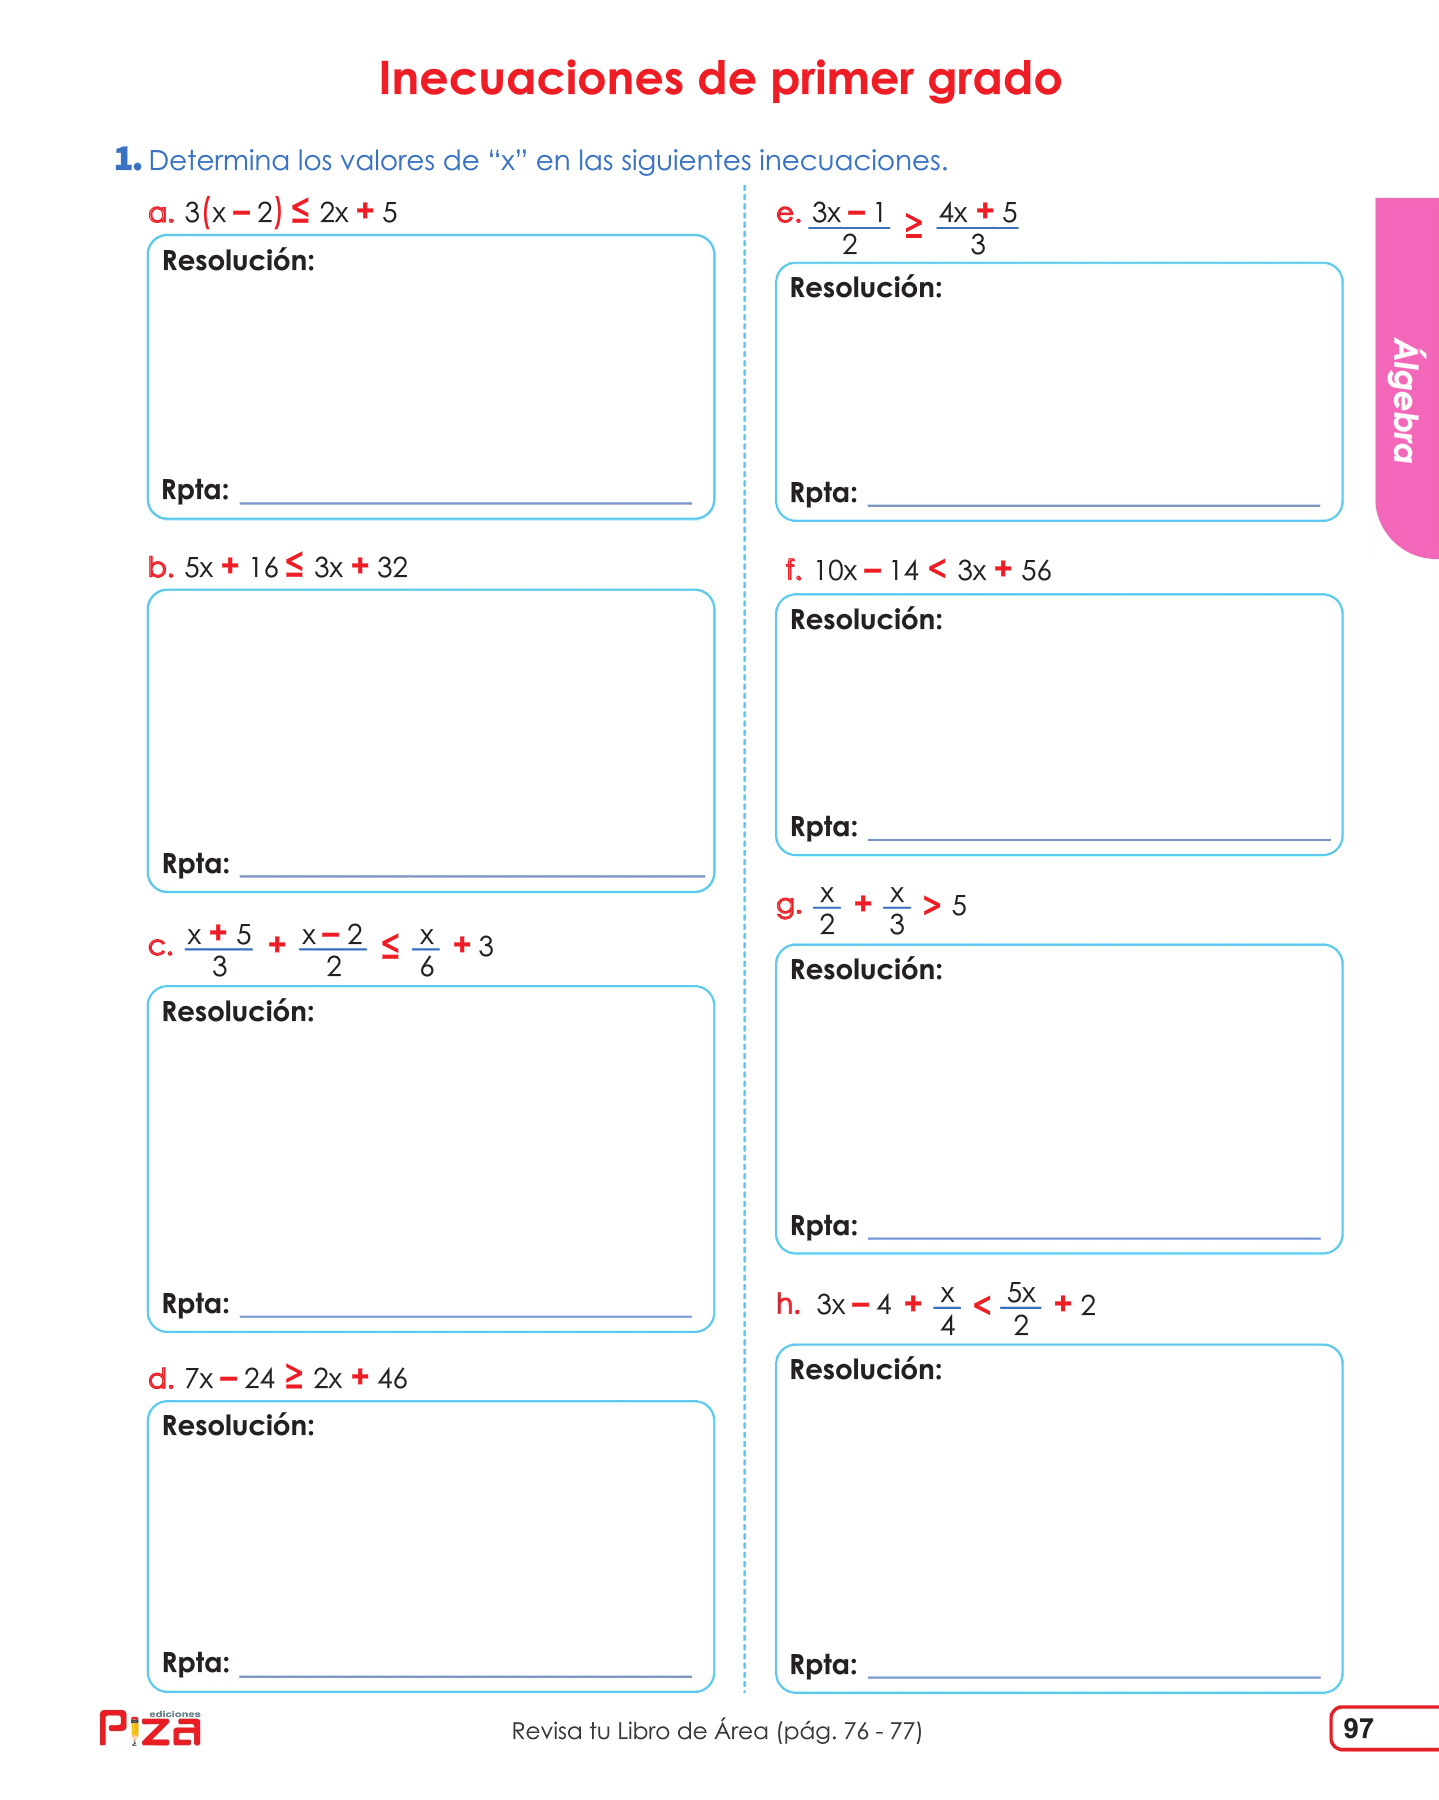 Inecuaciones de primer grado
1. Determina los valores de “x” en las siguientes inecuaciones.
a. 3(x – 2) ≤ 2x + 5
Resolución:
Rpta:
b. 5x + 16 ≤ 3x + 32
Rpta:
c. (x + 5)/3 + (x – 2)/2 ≤ x/6 + 3
Resolución:
Rpta:
d. 7x – 24 ≥ 2x + 46
Resolución:
Rpta:
e. (3x – 1)/2 ≥ (4x + 5)/3
Resolución:
Rpta:
f. 10x – 14 < 3x + 56
Resolución:
Rpta:
g. x/2 + x/3 > 5
Resolución:
Rpta:
h. 3x – 4 + x/4 < 5x/2 + 2
Resolución:
Rpta:
Álgebra
ediciones
Piza
Revisa tu Libro de Área (pág. 76 - 77)
97